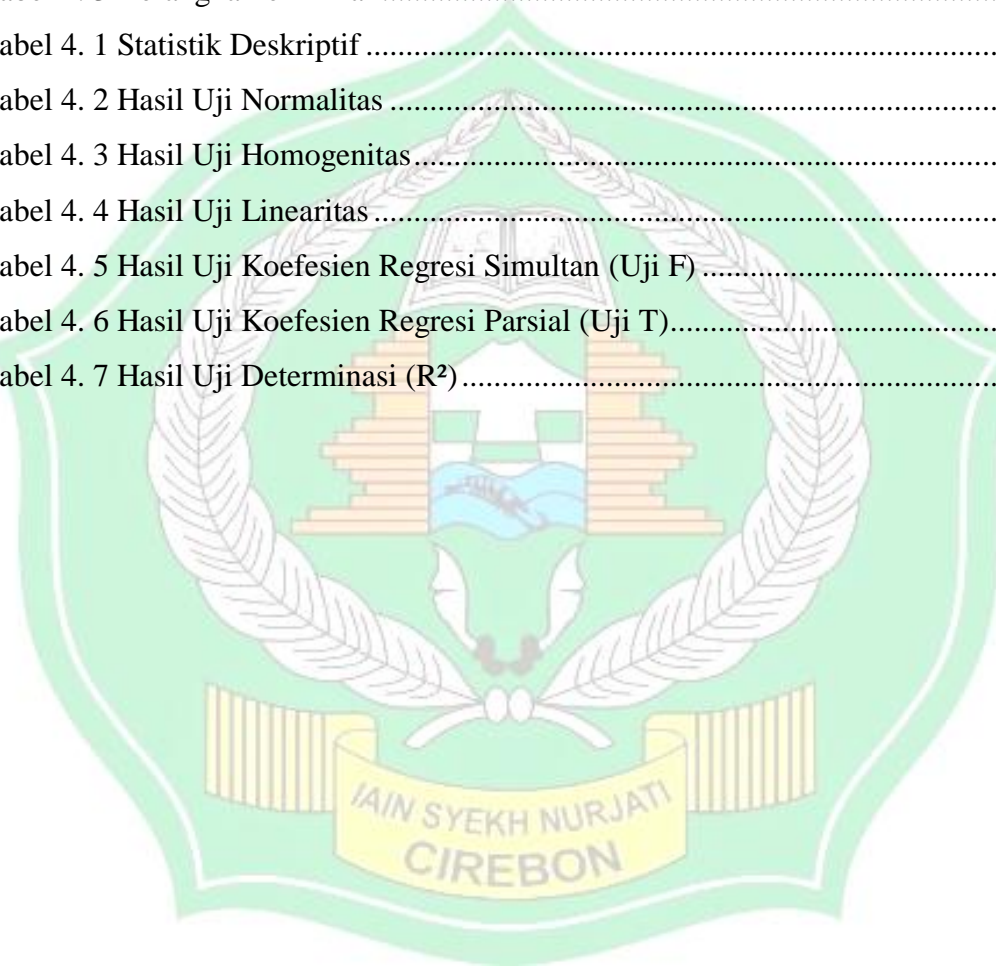 abel 4. 1 Statistik Deskriptif ........................................................................................
abel 4. 2 Hasil Uji Normalitas .....................................................................................
abel 4. 3 Hasil Uji Homogenitas..................................................................................
abel 4. 4 Hasil Uji Linearitas.......................................................................................
abel 4. 5 Hasil Uji Koefesien Regresi Simultan (Uji F) .........................................
abel 4. 6 Hasil Uji Koefesien Regresi Parsial (Uji T).............................................
abel 4. 7 Hasil Uji Determinasi (R²) .........................................................................
IAIN SYEKH NURJATI
CIREBON